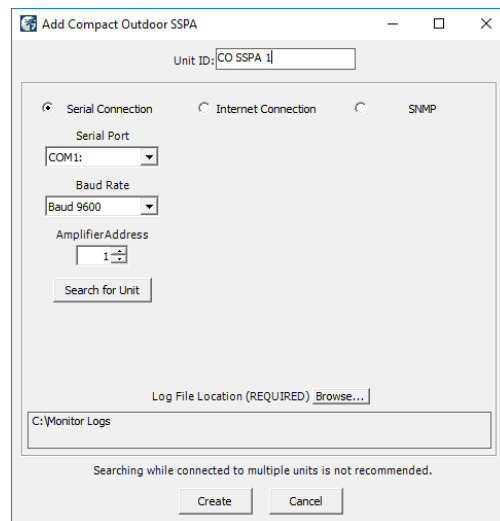 Add Compact Outdoor SSPA
Unit ID: CO SSPA 1
Serial Connection Internet Connection SNMP
Serial Port
COM1:
Baud Rate
Baud 9600
AmplifierAddress
1
Search for Unit
Log File Location (REQUIRED) Browse...
C:\Monitor Logs
Searching while connected to multiple units is not recommended.
Create Cancel